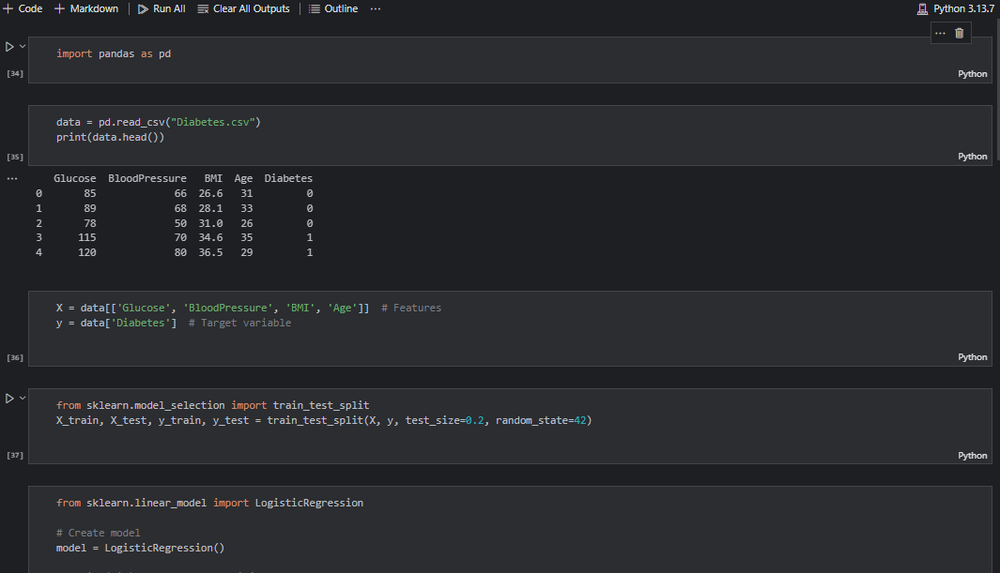 Code Markdown Run All Clear All Outputs Outline ... Python 3.13.7
...
import pandas as pd
[34] Python
data = pd.read_csv("Diabetes.csv")
print(data.head())
[35] Python
...
Glucose BloodPressure BMI Age Diabetes
0 85 66 26.6 31 0
1 89 68 28.1 33 0
2 78 50 31.0 26 0
3 115 70 34.6 35 1
4 120 80 36.5 29 1
X = data[['Glucose', 'BloodPressure', 'BMI', 'Age']] # Features
y = data['Diabetes'] # Target variable
[36] Python
from sklearn.model_selection import train_test_split
X_train, X_test, y_train, y_test = train_test_split(X, y, test_size=0.2, random_state=42)
[37] Python
from sklearn.linear_model import LogisticRegression
# Create model
model = LogisticRegression()